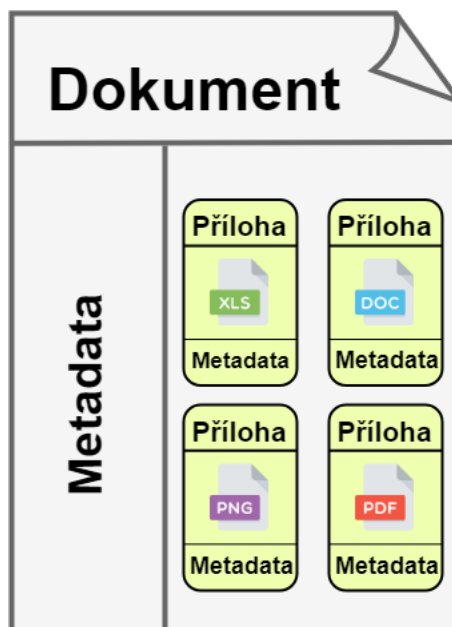 Dokument
Metadata
Příloha
XLS
Metadata
Příloha
DOC
Metadata
Příloha
PNG
Metadata
Příloha
PDF
Metadata